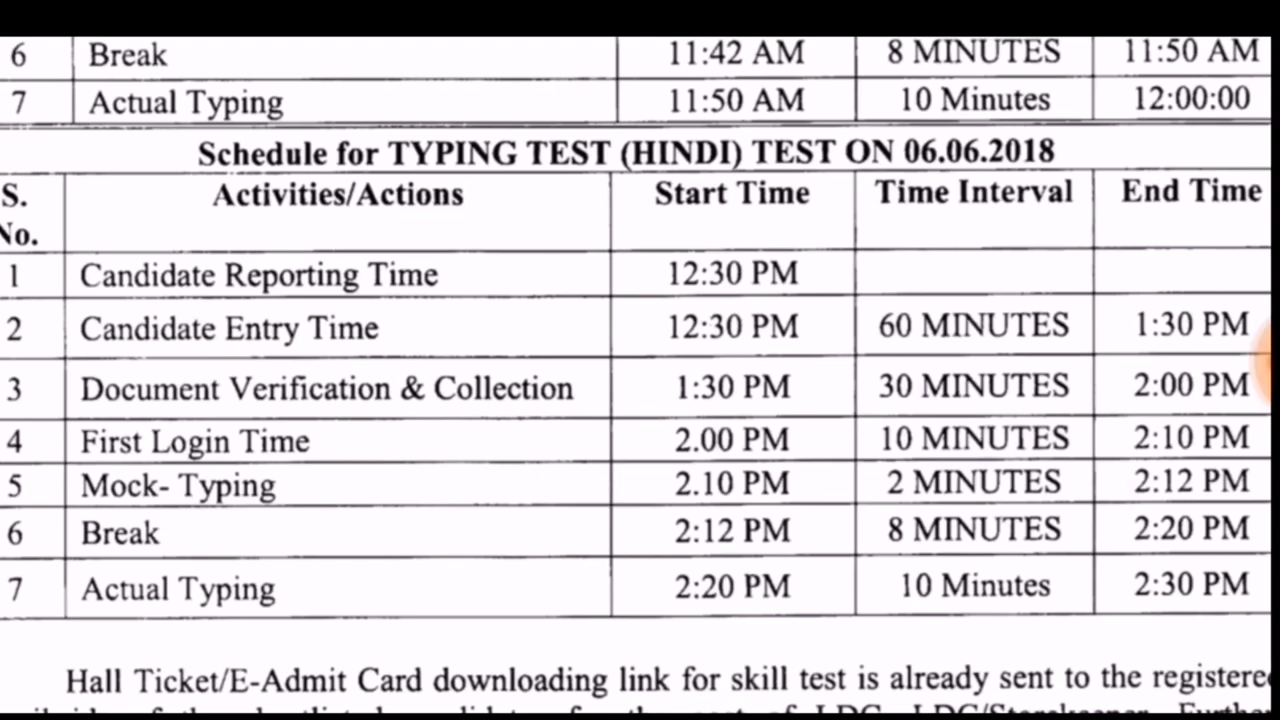 6 Break 11:42 AM 8 MINUTES 11:50 AM
7 Actual Typing 11:50 AM 10 Minutes 12:00:00
Schedule for TYPING TEST (HINDI) TEST ON 06.06.2018
S. Activities/Actions Start Time Time Interval End Time
No.
1 Candidate Reporting Time 12:30 PM
2 Candidate Entry Time 12:30 PM 60 MINUTES 1:30 PM
3 Document Verification & Collection 1:30 PM 30 MINUTES 2:00 PM
4 First Login Time 2.00 PM 10 MINUTES 2:10 PM
5 Mock- Typing 2.10 PM 2 MINUTES 2:12 PM
6 Break 2:12 PM 8 MINUTES 2:20 PM
7 Actual Typing 2:20 PM 10 Minutes 2:30 PM
Hall Ticket/E-Admit Card downloading link for skill test is already sent to the registered